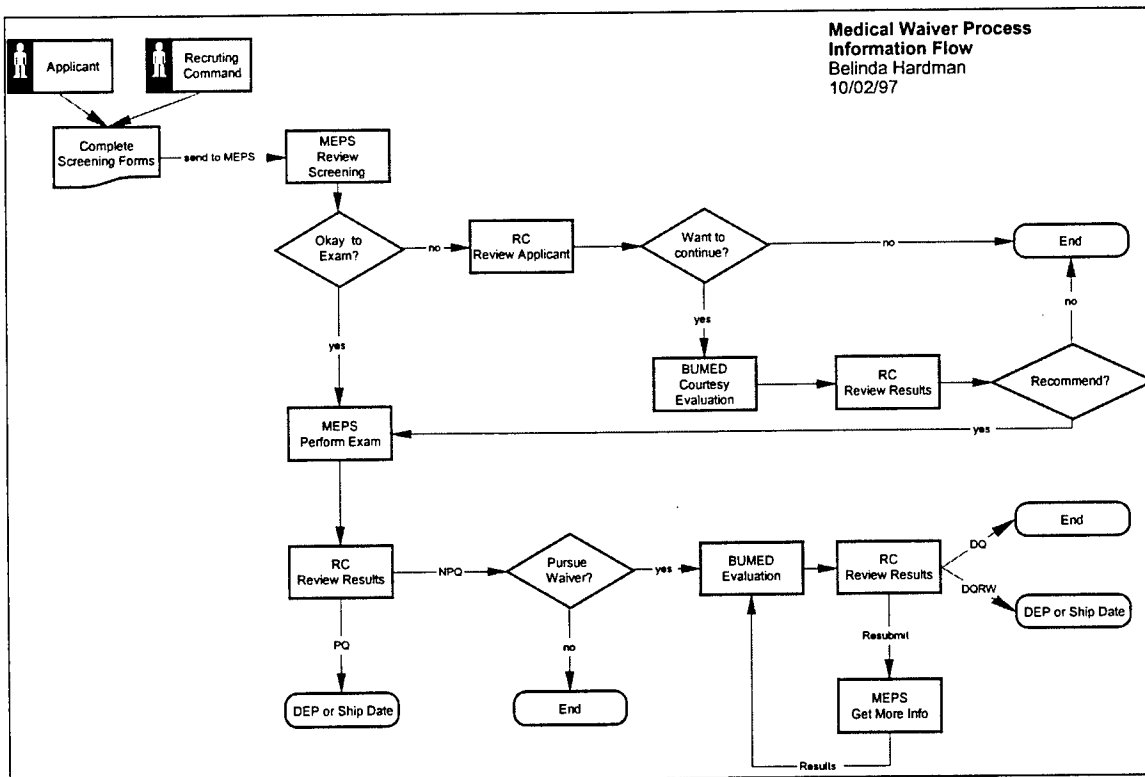 Medical Waiver Process
Information Flow
Belinda Hardman
10/02/97
Applicant
Recruting
Command
Complete
Screening Forms
send to MEPS
MEPS
Review
Screening
Okay to
Exam?
no
RC
Review Applicant
Want to
continue?
no
End
yes
yes
no
BUMED
Courtesy
Evaluation
RC
Review Results
Recommend?
yes
MEPS
Perform Exam
RC
Review Results
NPQ
Pursue
Waiver?
yes
BUMED
Evaluation
RC
Review Results
DQ
End
DQRW
DEP or Ship Date
PQ
no
Resubmit
DEP or Ship Date
End
MEPS
Get More Info
Results